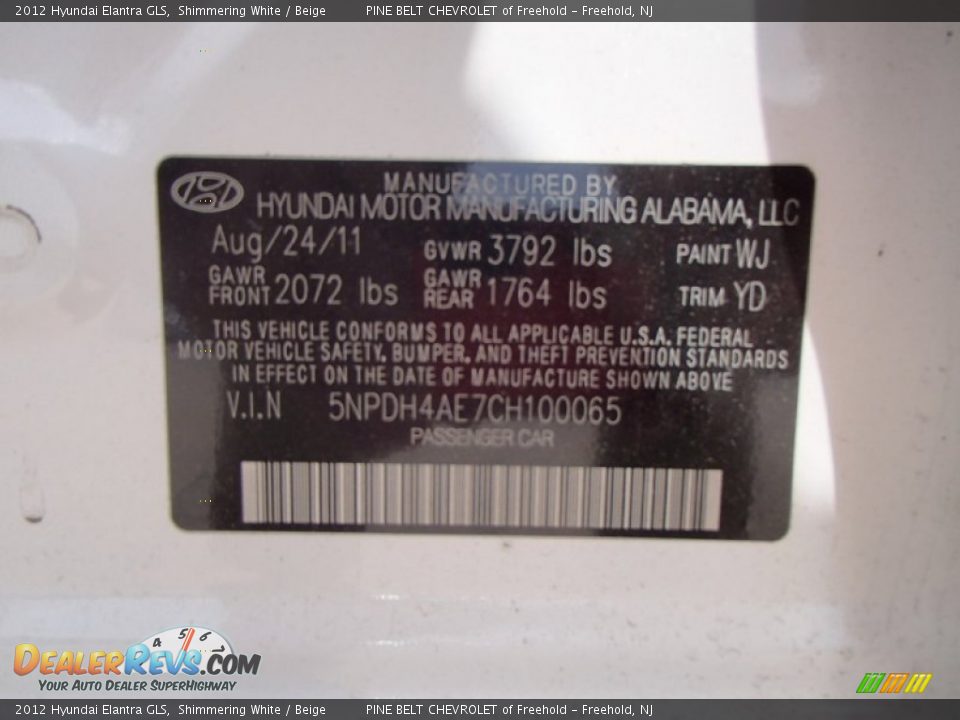 2012 Hyundai Elantra GLS, Shimmering White / Beige PINE BELT CHEVROLET of Freehold - Freehold, NJ
MANUFACTURED BY
HYUNDAI MOTOR MANUFACTURING ALABAMA, LLC
Aug/24/11 GVWR 3792 lbs PAINT WJ
GAWR FRONT 2072 lbs GAWR REAR 1764 lbs TRIM YD
THIS VEHICLE CONFORMS TO ALL APPLICABLE U.S.A. FEDERAL
MOTOR VEHICLE SAFETY, BUMPER, AND THEFT PREVENTION STANDARDS
IN EFFECT ON THE DATE OF MANUFACTURE SHOWN ABOVE
V.I.N 5NPDH4AE7CH100065
PASSENGER CAR
4 5 6
DEALERREVS.COM
YOUR AUTO DEALER SUPERHIGHWAY
2012 Hyundai Elantra GLS, Shimmering White / Beige PINE BELT CHEVROLET of Freehold - Freehold, NJ